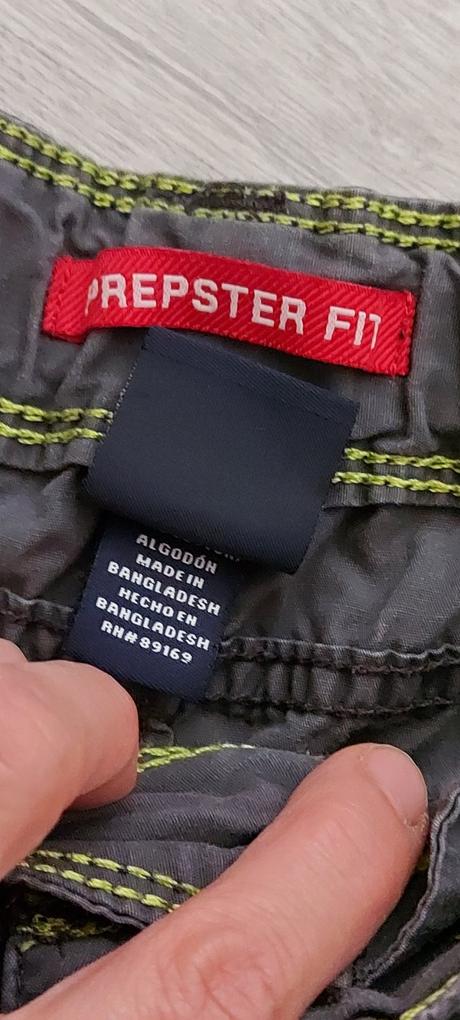 PREPSTER FIT
ALGODÓN
MADE IN
BANGLADESH
HECHO EN
BANGLADESH
RN# 89169